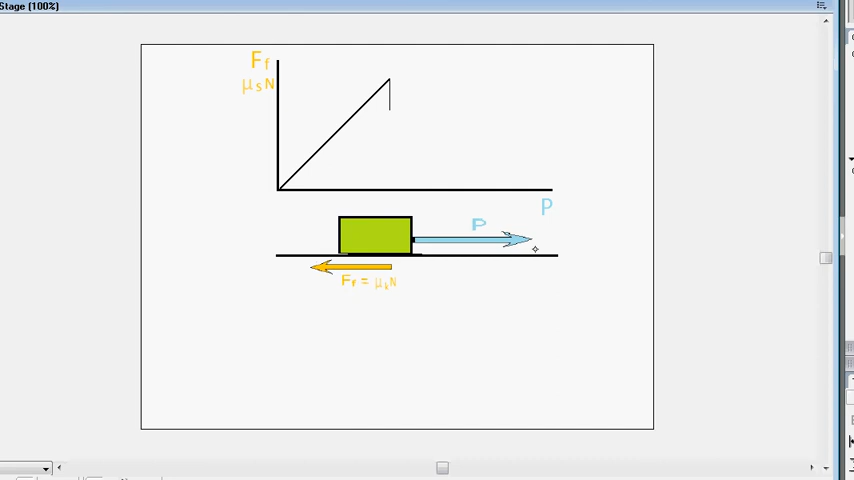 Stage (100%)
Ff
μsN
P
P
Ff = μkN